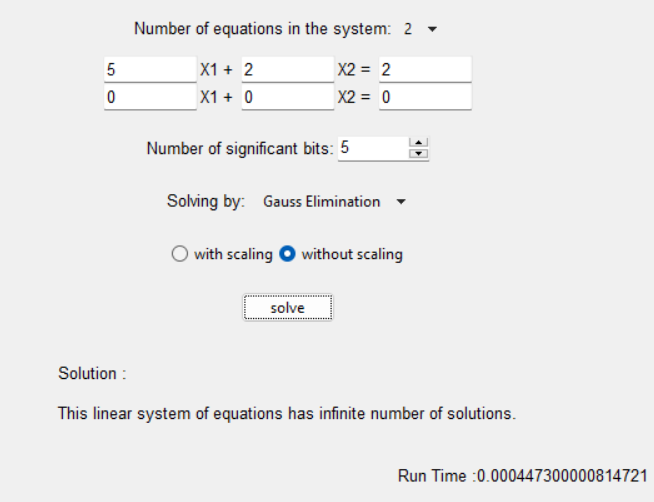 Number of equations in the system: 2
5 X1 + 2 X2 = 2
0 X1 + 0 X2 = 0
Number of significant bits: 5
Solving by: Gauss Elimination
with scaling without scaling
solve
Solution :
This linear system of equations has infinite number of solutions.
Run Time :0.000447300000814721